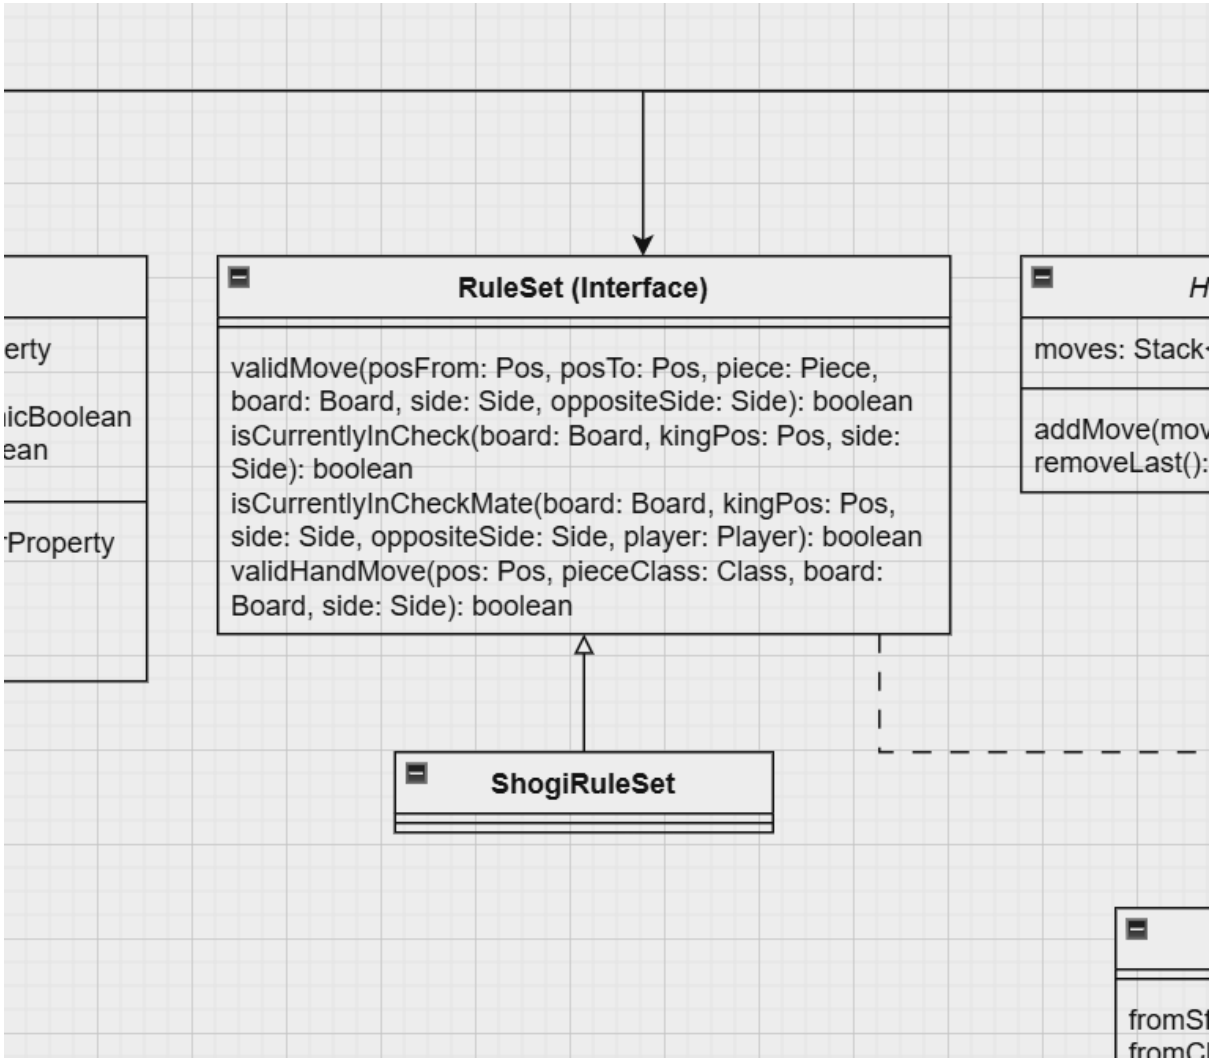 erty
icBoolean
ean
Property
RuleSet (Interface)
validMove(posFrom: Pos, posTo: Pos, piece: Piece,
board: Board, side: Side, oppositeSide: Side): boolean
isCurrentlyInCheck(board: Board, kingPos: Pos, side:
Side): boolean
isCurrentlyInCheckMate(board: Board, kingPos: Pos,
side: Side, oppositeSide: Side, player: Player): boolean
validHandMove(pos: Pos, pieceClass: Class, board:
Board, side: Side): boolean
H
moves: Stack<
addMove(mov
removeLast():
ShogiRuleSet
fromSf
fromCl